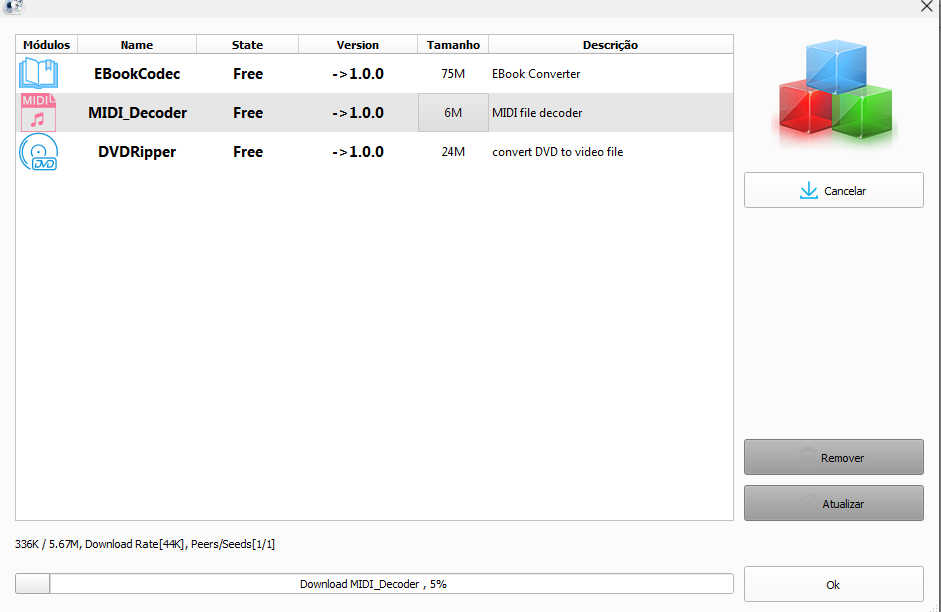 Módulos Name State Version Tamanho Descrição
EBookCodec Free ->1.0.0 75M EBook Converter
MIDI MIDI_Decoder Free ->1.0.0 6M MIDI file decoder
DVD DVDRipper Free ->1.0.0 24M convert DVD to video file
Cancelar
Remover
Atualizar
336K / 5.67M, Download Rate[44K], Peers/Seeds[1/1]
Download MIDI_Decoder , 5%
Ok